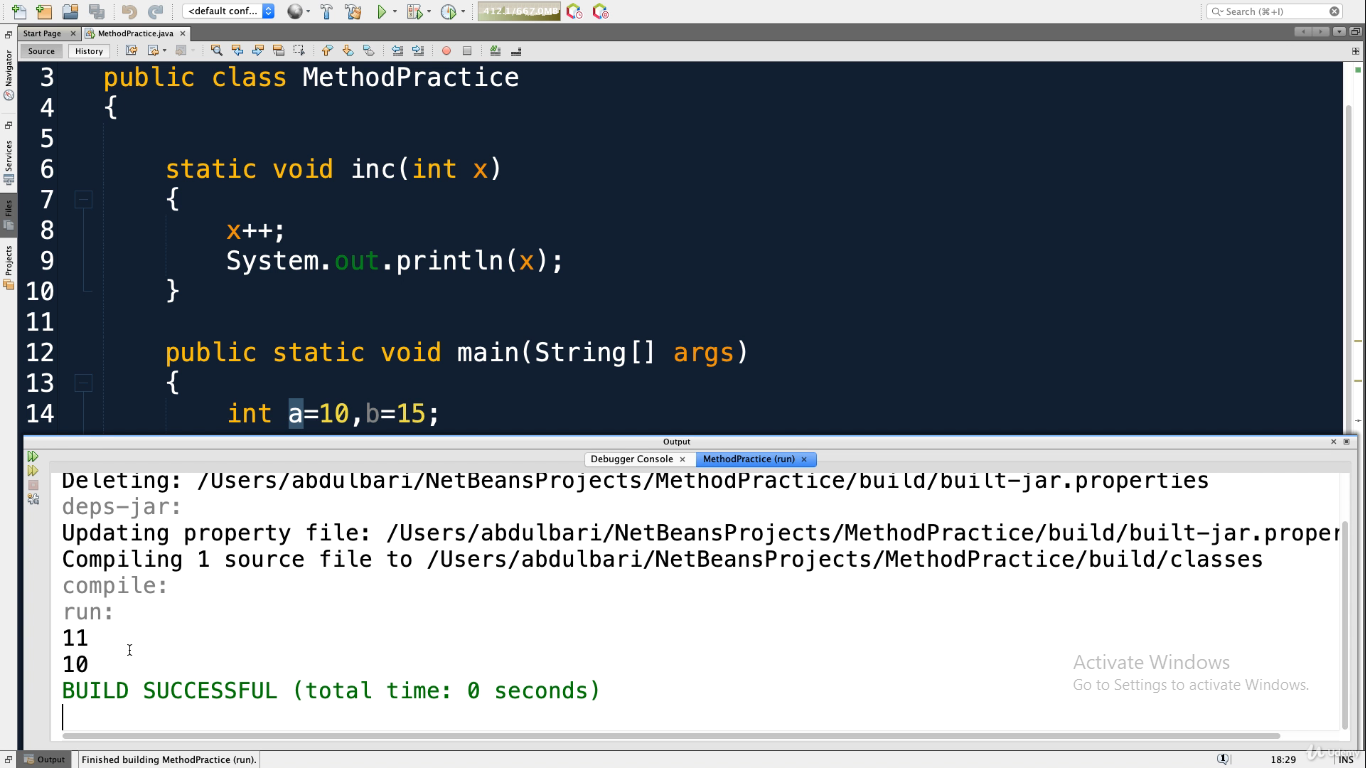 <default conf...
412.1/667.0MB
Search (⌘+I)
Start Page
MethodPractice.java
Source
History
Navigator
Services
Files
Projects
3 public class MethodPractice
4 {
5
6 static void inc(int x)
7 {
8 x++;
9 System.out.println(x);
10 }
11
12 public static void main(String[] args)
13 {
14 int a=10,b=15;
Output
Debugger Console
MethodPractice (run)
Deleting: /Users/abdulbari/NetBeansProjects/MethodPractice/build/built-jar.properties
deps-jar:
Updating property file: /Users/abdulbari/NetBeansProjects/MethodPractice/build/built-jar.proper
Compiling 1 source file to /Users/abdulbari/NetBeansProjects/MethodPractice/build/classes
compile:
run:
11
10
BUILD SUCCESSFUL (total time: 0 seconds)
Activate Windows
Go to Settings to activate Windows.
Output
Finished building MethodPractice (run).
1
18:29
INS
Udemy